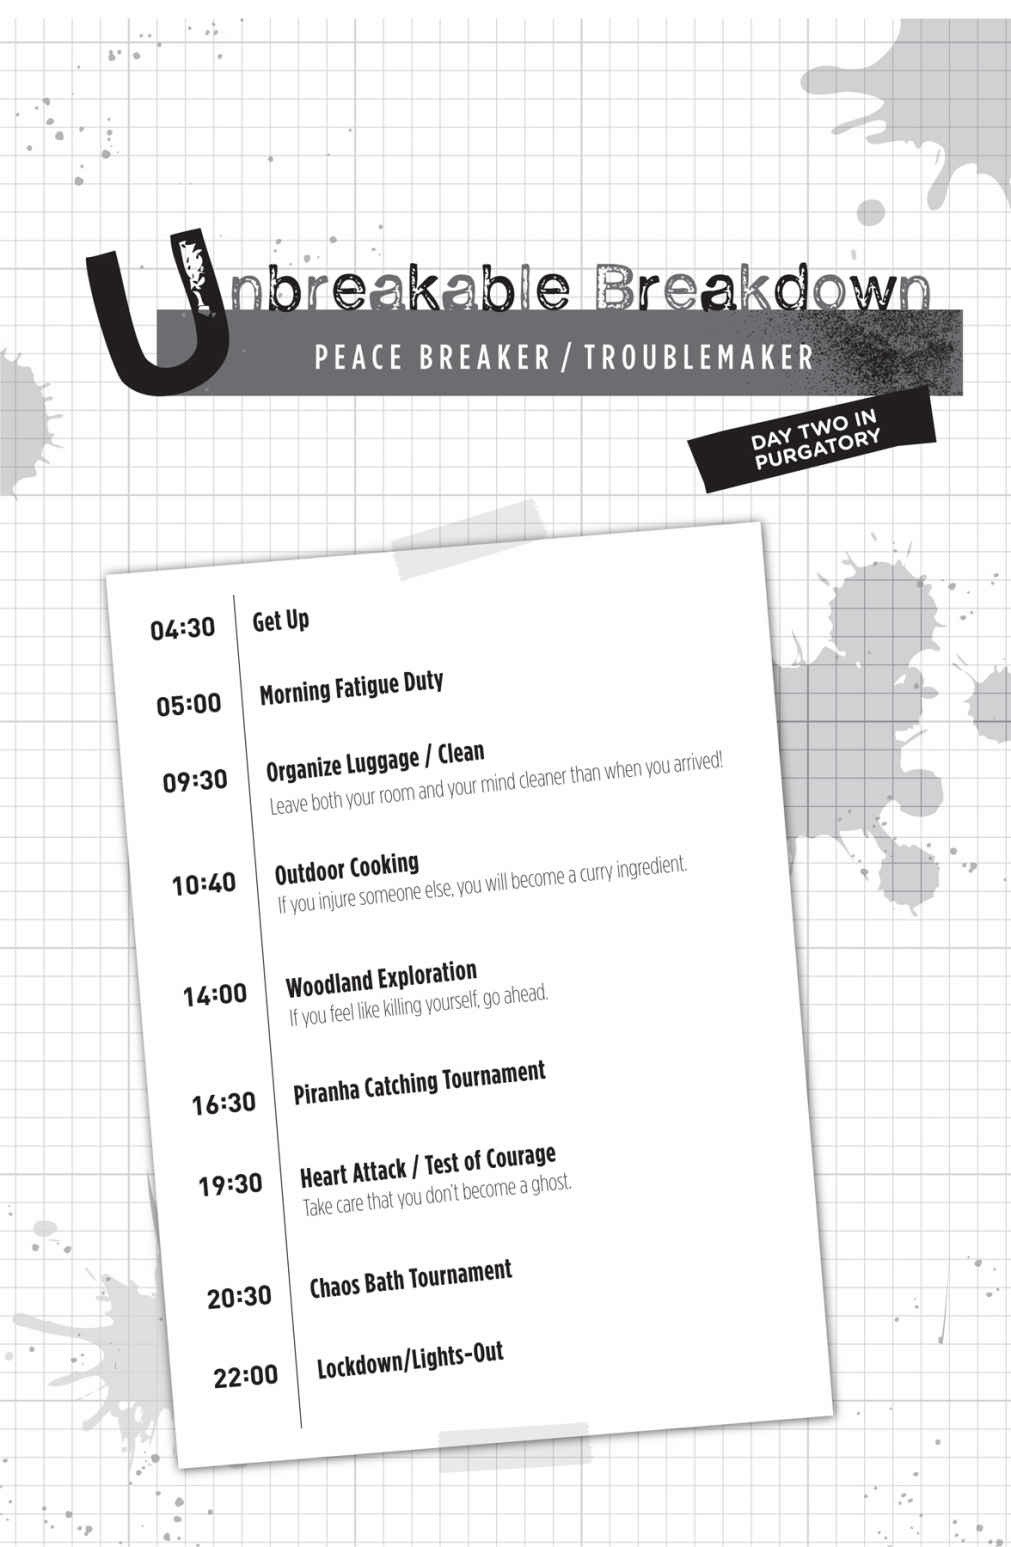 Unbreakable Breakdown
PEACE BREAKER / TROUBLEMAKER
DAY TWO IN
PURGATORY
04:30 Get Up
05:00 Morning Fatigue Duty
09:30 Organize Luggage / Clean
Leave both your room and your mind cleaner than when you arrived!
10:40 Outdoor Cooking
If you injure someone else, you will become a curry ingredient.
14:00 Woodland Exploration
If you feel like killing yourself, go ahead.
16:30 Piranha Catching Tournament
19:30 Heart Attack / Test of Courage
Take care that you don't become a ghost.
20:30 Chaos Bath Tournament
22:00 Lockdown/Lights-Out